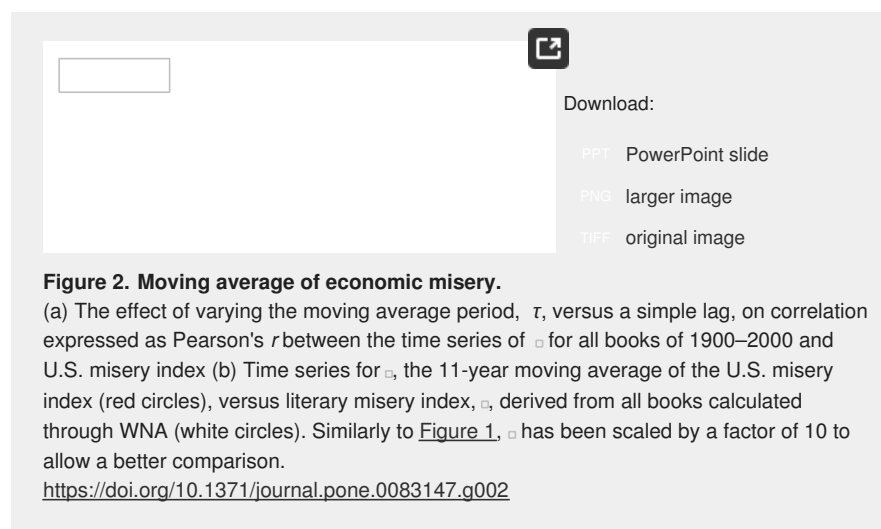 Download:
PPT PowerPoint slide
PNG larger image
TIFF original image
Figure 2. Moving average of economic misery.
(a) The effect of varying the moving average period, τ, versus a simple lag, on correlation
expressed as Pearson's r between the time series of □ for all books of 1900–2000 and
U.S. misery index (b) Time series for □, the 11-year moving average of the U.S. misery
index (red circles), versus literary misery index, □, derived from all books calculated
through WNA (white circles). Similarly to Figure 1, □ has been scaled by a factor of 10 to
allow a better comparison.
https://doi.org/10.1371/journal.pone.0083147.g002